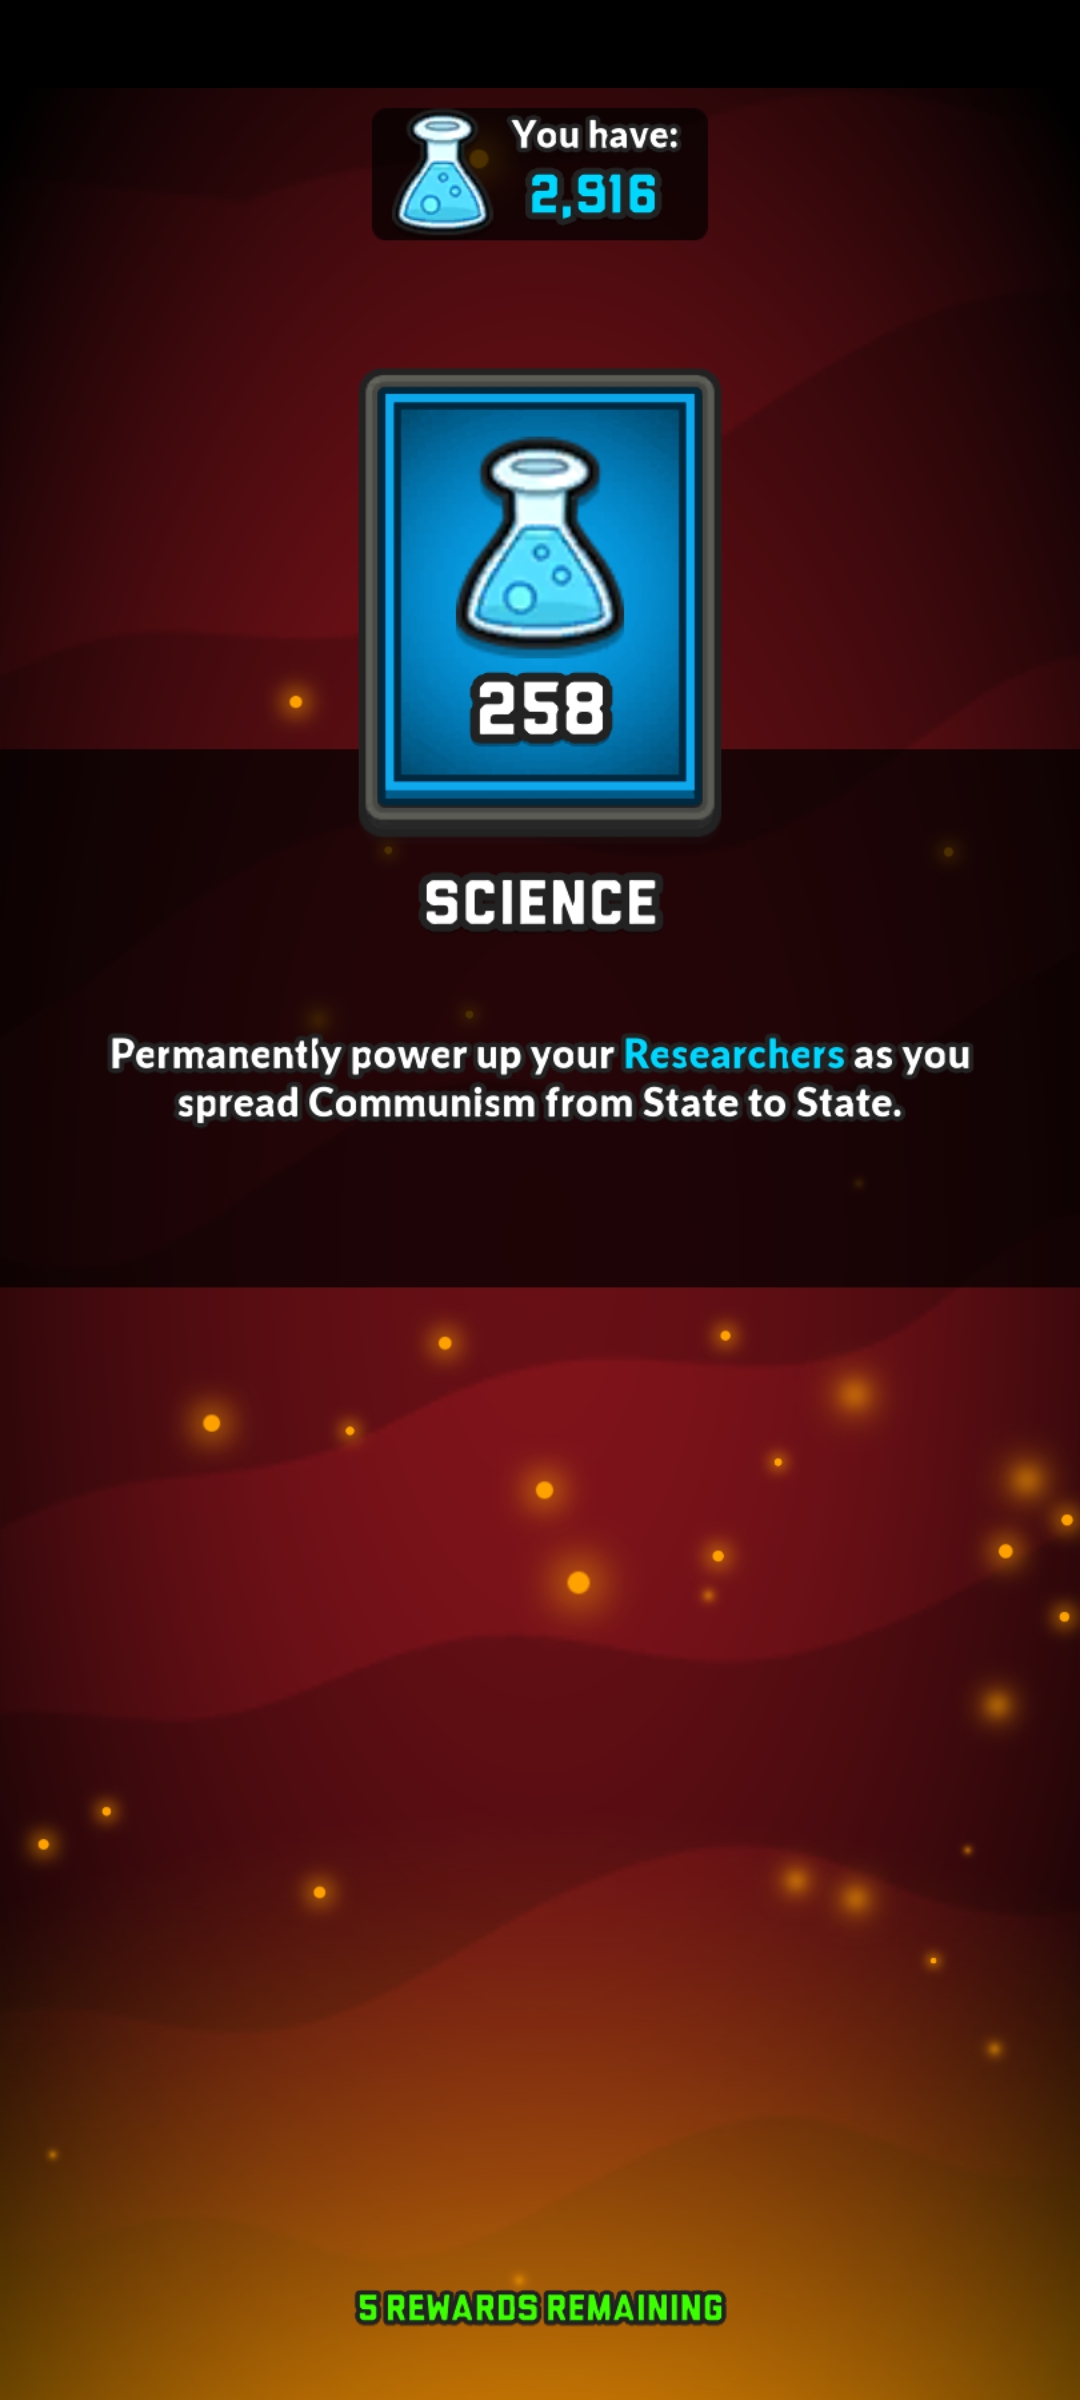 You have:
2,916
258
SCIENCE
Permanently power up your Researchers as you
spread Communism from State to State.
5 REWARDS REMAINING